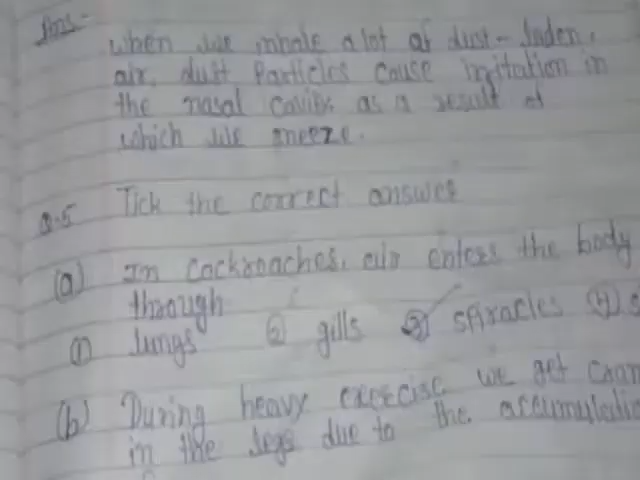 Ans-
When we inhale a lot of dust-laden
air, dust Particles cause irritation in
the nasal cavity as a result of
which we sneeze.
Q.5 Tick the correct answer
(a) In Cockroaches, air enters the body
through
① lungs ② gills ③ spiracles ④ s
(b) During heavy exercise we get cram
in the legs due to the accumulatio